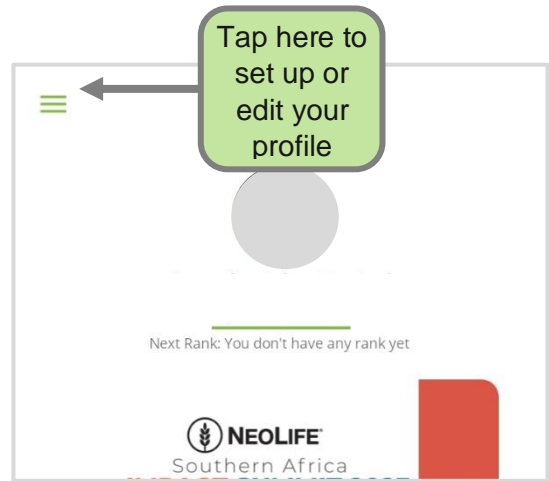 Tap here to
set up or
edit your
profile
Next Rank: You don't have any rank yet
NEOLIFE
Southern Africa